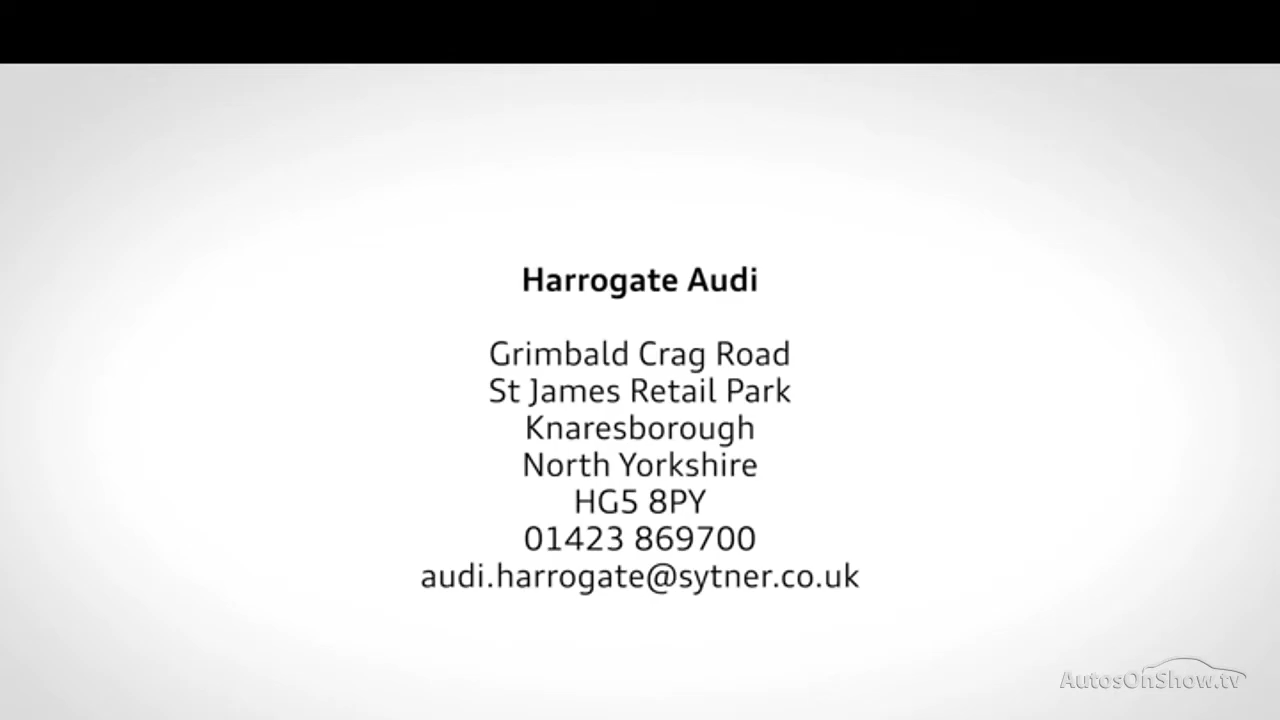 Harrogate Audi
Grimbald Crag Road
St James Retail Park
Knaresborough
North Yorkshire
HG5 8PY
01423 869700
audi.harrogate@sytner.co.uk
AutosOnShow.tv